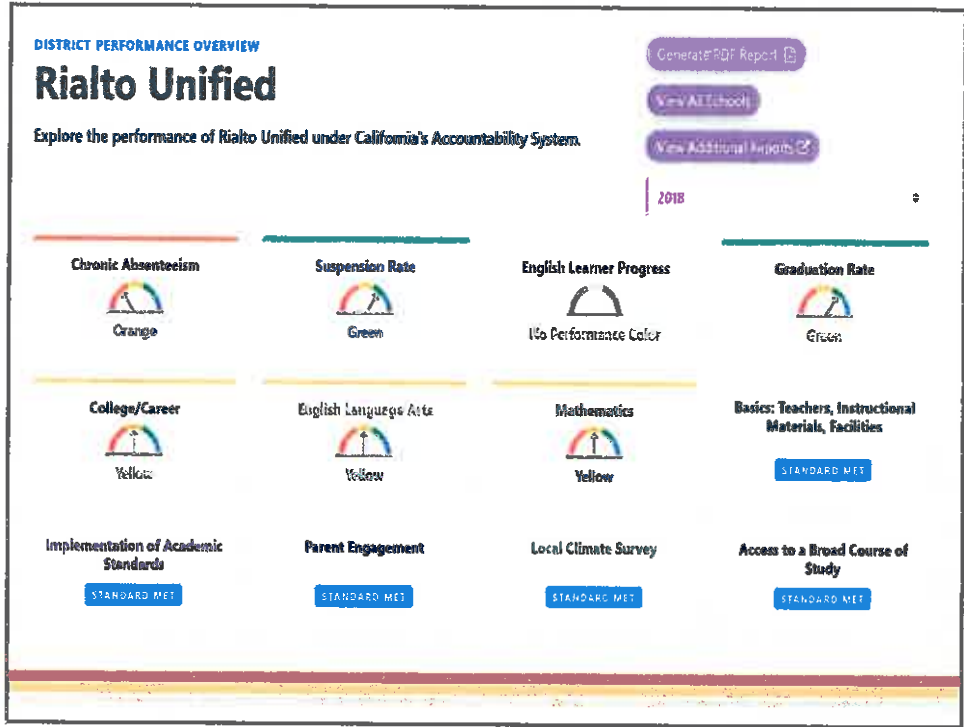 DISTRICT PERFORMANCE OVERVIEW
Rialto Unified
Explore the performance of Rialto Unified under California's Accountability System.
Generate PDF Report
View All Schools
View Additional Reports
2018
Chronic Absenteeism
Orange
Suspension Rate
Green
English Learner Progress
No Performance Color
Graduation Rate
Green
College/Career
Yellow
English Language Arts
Yellow
Mathematics
Yellow
Basics: Teachers, Instructional
Materials, Facilities
STANDARD MET
Implementation of Academic
Standards
STANDARD MET
Parent Engagement
STANDARD MET
Local Climate Survey
STANDARD MET
Access to a Broad Course of
Study
STANDARD MET